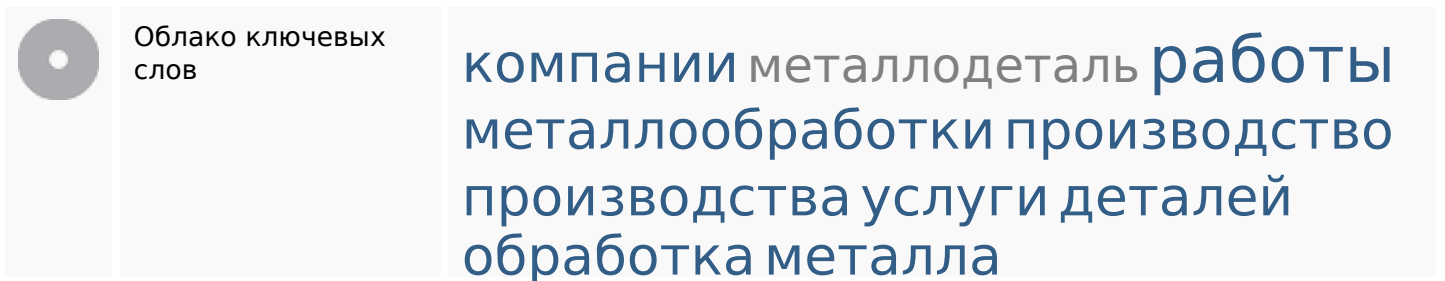 Облако ключевых
слов
компании металлодеталь работы
металлообработки производство
производства услуги деталей
обработка металла